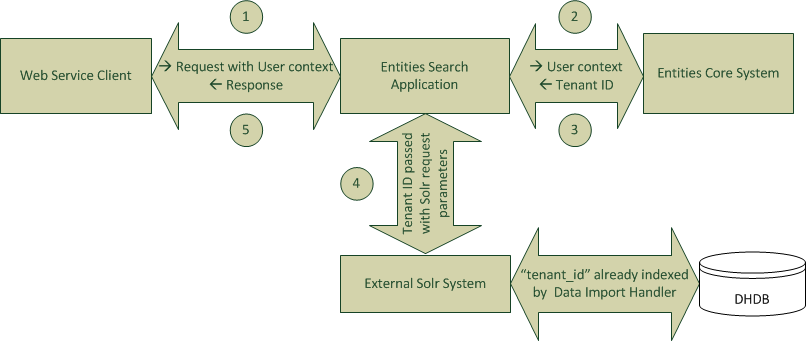 1
2
Web Service Client
→ Request with User context
← Response
Entities Search
Application
→ User context
← Tenant ID
Entities Core System
5
3
4
Tenant ID passed
with Solr request
parameters
External Solr System
“tenant_id” already indexed
by Data Import Handler
DHDB